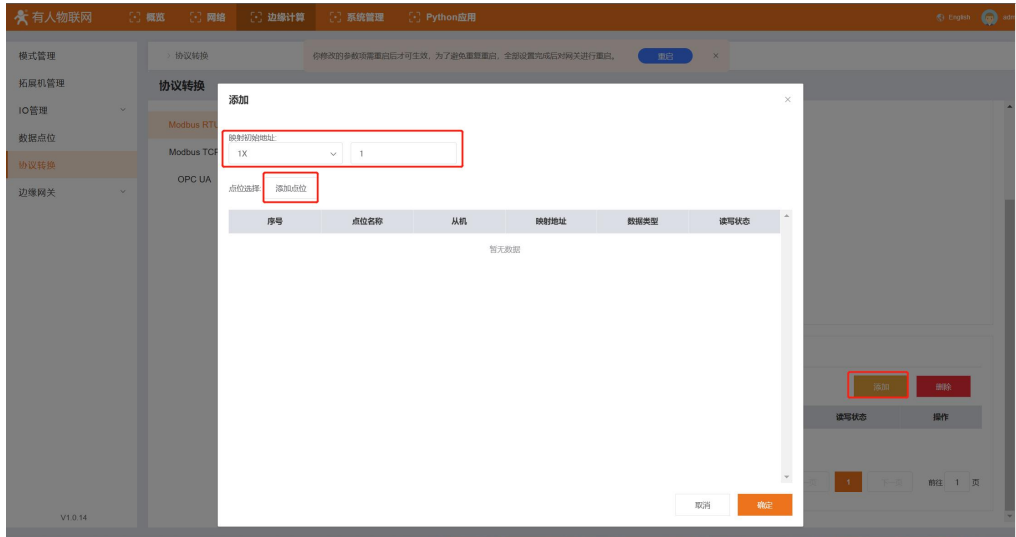 有人物联网
概览
网络
边缘计算
系统管理
Python应用
English
模式管理
拓展机管理
IO管理
数据点位
协议转换
边缘网关
V1.0.14
/ 协议转换
你修改的参数项需重启后才可生效，为了避免重复重启，全部设置完成后对网关进行重启。
重启
协议转换
Modbus RTU
Modbus TCP
OPC UA
添加
映射初始地址:
1X
1
点位选择:
添加点位
序号 点位名称 从机 映射地址 数据类型 读写状态
暂无数据
取消
确定
添加
删除
读写状态
操作
1
下一页
前往 1 页